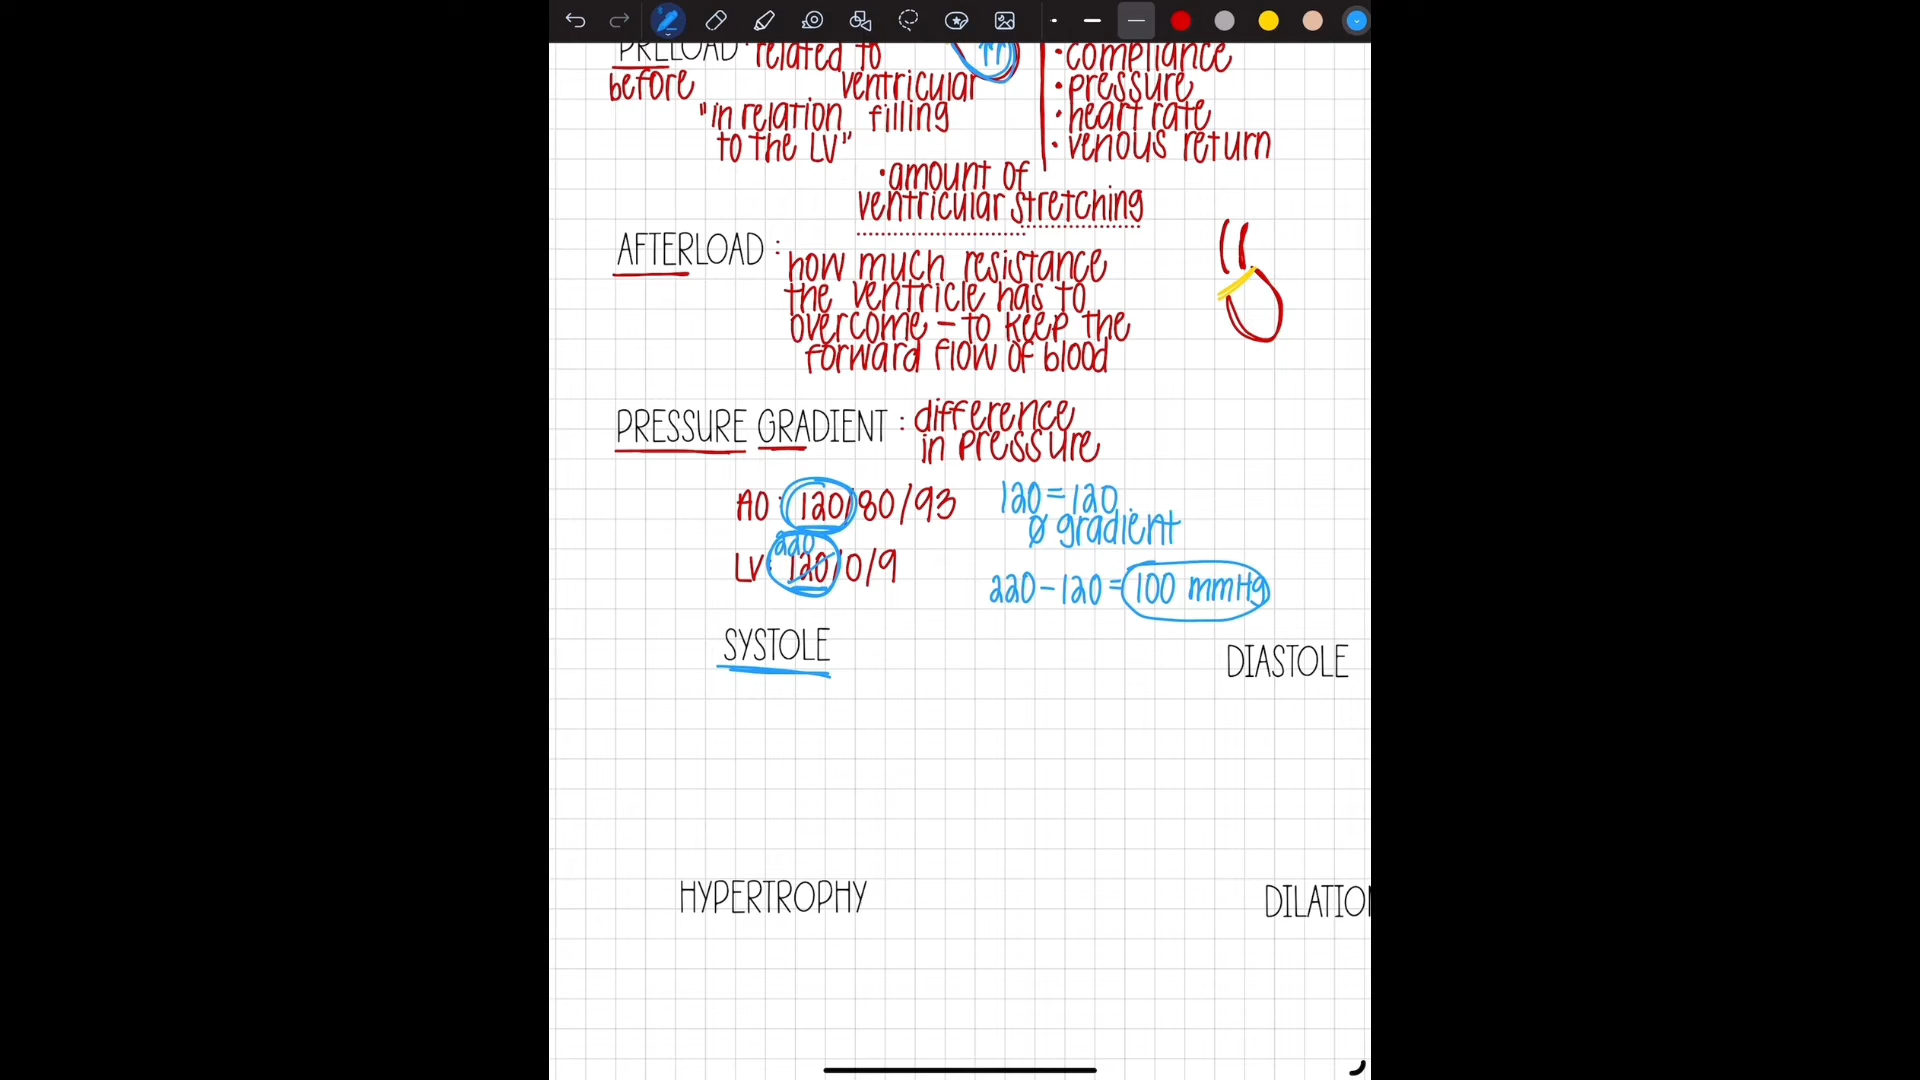 PRELOAD · related to
before ventricular
"in relation filling
to the LV"
· compliance
· pressure
· heart rate
· venous return
· amount of
ventricular stretching
AFTERLOAD :
how much resistance
the ventricle has to
overcome - to keep the
forward flow of blood
PRESSURE GRADIENT : difference
in pressure
AO : 120/80/93
220
LV : 120/0/9
120 = 120
Ø gradient
220 - 120 = 100 mmHg
SYSTOLE
DIASTOLE
HYPERTROPHY
DILATION